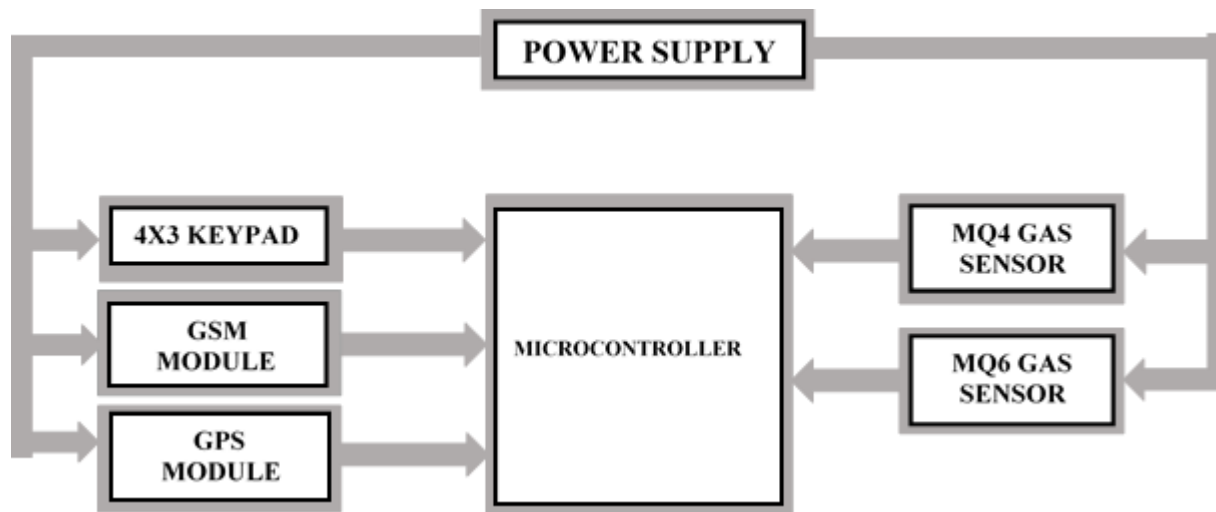 POWER SUPPLY
4X3 KEYPAD
GSM
MODULE
GPS
MODULE
MICROCONTROLLER
MQ4 GAS
SENSOR
MQ6 GAS
SENSOR